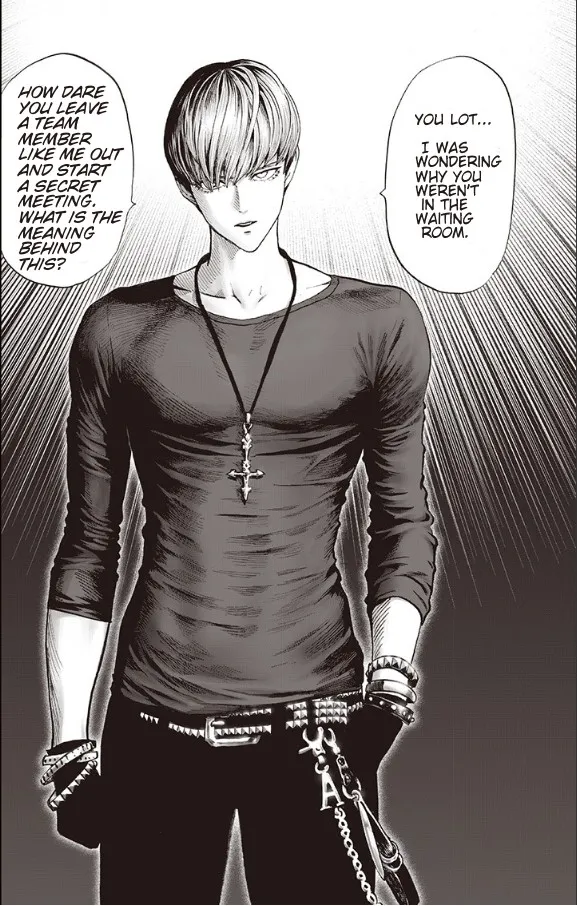 YOU LOT...
I WAS
WONDERING
WHY YOU
WEREN'T
IN THE
WAITING
ROOM.
HOW DARE
YOU LEAVE
A TEAM
MEMBER
LIKE ME OUT
AND START
A SECRET
MEETING.
WHAT IS THE
MEANING
BEHIND
THIS?
A